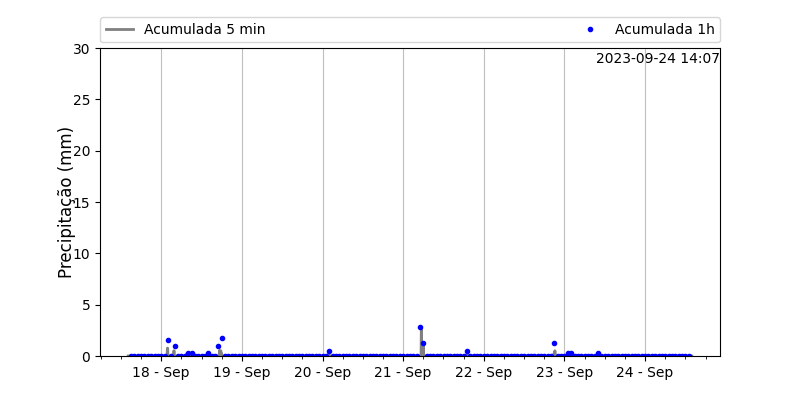 Acumulada 5 min
Acumulada 1h
2023-09-24 14:07
Precipitação (mm)
30
25
20
15
10
5
0
18 - Sep
19 - Sep
20 - Sep
21 - Sep
22 - Sep
23 - Sep
24 - Sep